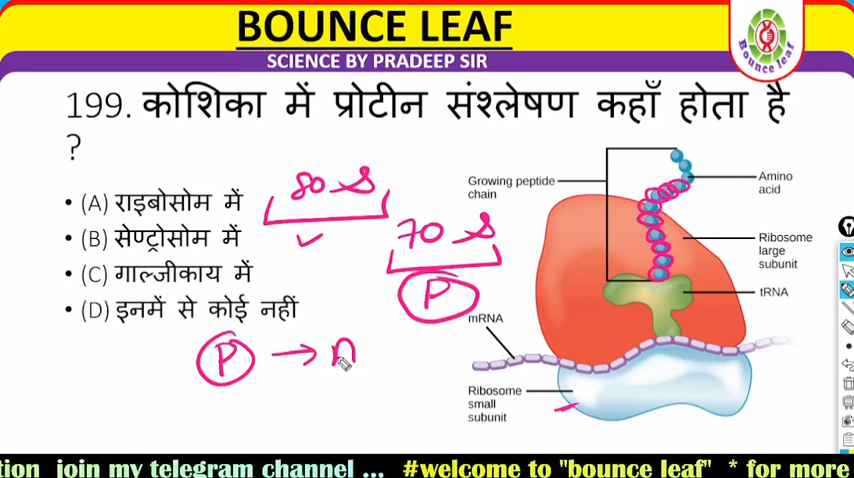 BOUNCE LEAF
SCIENCE BY PRADEEP SIR
Bounce leaf
199. कोशिका में प्रोटीन संश्लेषण कहाँ होता है
?
• (A) राइबोसोम में
• (B) सेण्ट्रोसोम में
• (C) गाल्जीकाय में
• (D) इनमें से कोई नहीं
80 S
70 S
P
P → n
Growing peptide
chain
Amino
acid
Ribosome
large
subunit
tRNA
mRNA
Ribosome
small
subunit
tion join my telegram channel ... #welcome to "bounce leaf" * for more